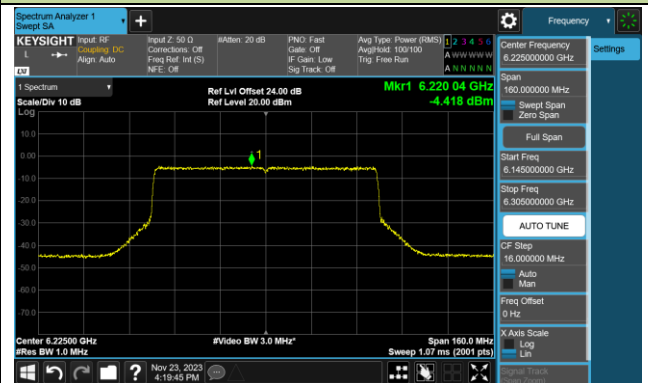 Spectrum Analyzer 1
Swept SA
Frequency
KEYSIGHT
Input: RF
Coupling: DC
Align: Auto
Input Z: 50 Ω
Corrections: Off
Freq Ref: Int (S)
NFE: Off
#Atten: 20 dB
PNO: Fast
Gate: Off
IF Gain: Low
Sig Track: Off
Avg Type: Power (RMS)
Avg|Hold: 100/100
Trig: Free Run
1 2 3 4 5 6
A W W W W W
A N N N N N
L
LXI
Center Frequency
6.225000000 GHz
Settings
Span
160.000000 MHz
Swept Span
Zero Span
Full Span
Start Freq
6.145000000 GHz
Stop Freq
6.305000000 GHz
AUTO TUNE
CF Step
16.000000 MHz
Auto
Man
Freq Offset
0 Hz
X Axis Scale
Log
Lin
Signal Track
(Span Zoom)
1 Spectrum
Scale/Div 10 dB
Log
Ref Lvl Offset 24.00 dB
Ref Level 20.00 dBm
Mkr1 6.220 04 GHz
-4.418 dBm
10.0
0.00
-10.0
-20.0
-30.0
-40.0
-50.0
-60.0
-70.0
1
Center 6.22500 GHz
#Res BW 1.0 MHz
#Video BW 3.0 MHz*
Span 160.0 MHz
Sweep 1.07 ms (2001 pts)
?
Nov 23, 2023
4:19:45 PM